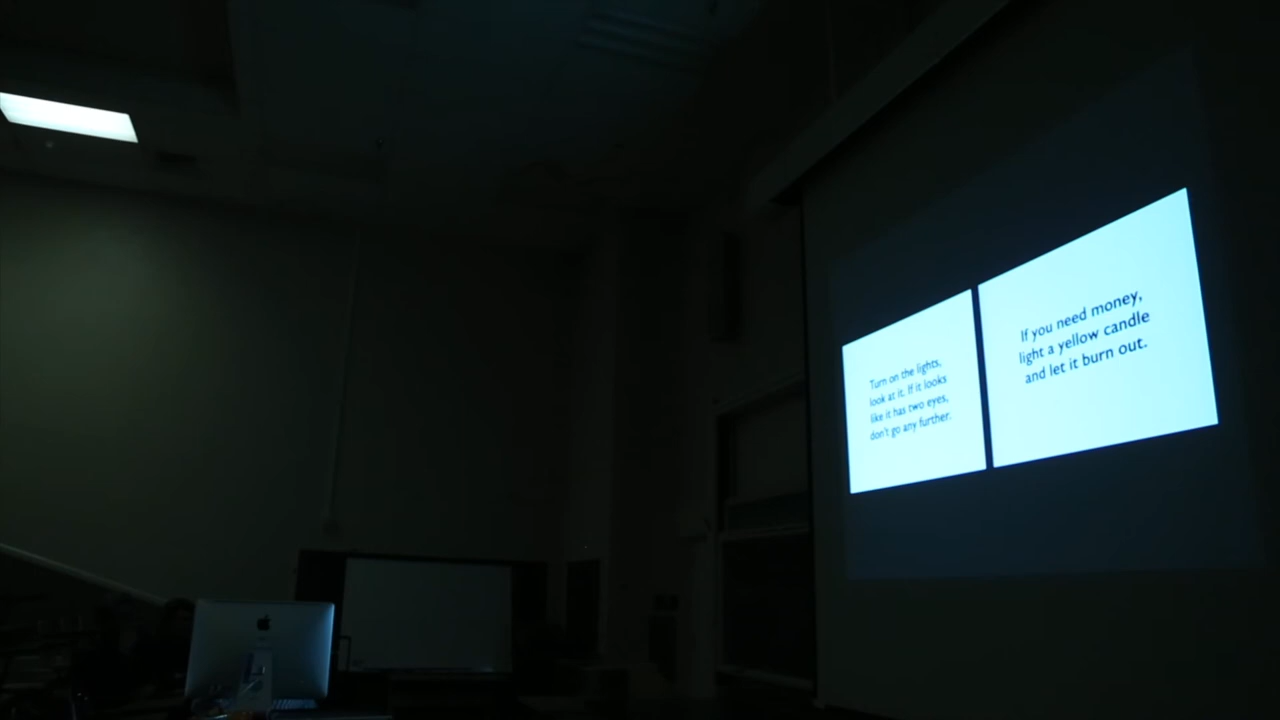 Turn on the lights,
look at it. If it looks
like it has two eyes,
don't go any further.
If you need money,
light a yellow candle
and let it burn out.